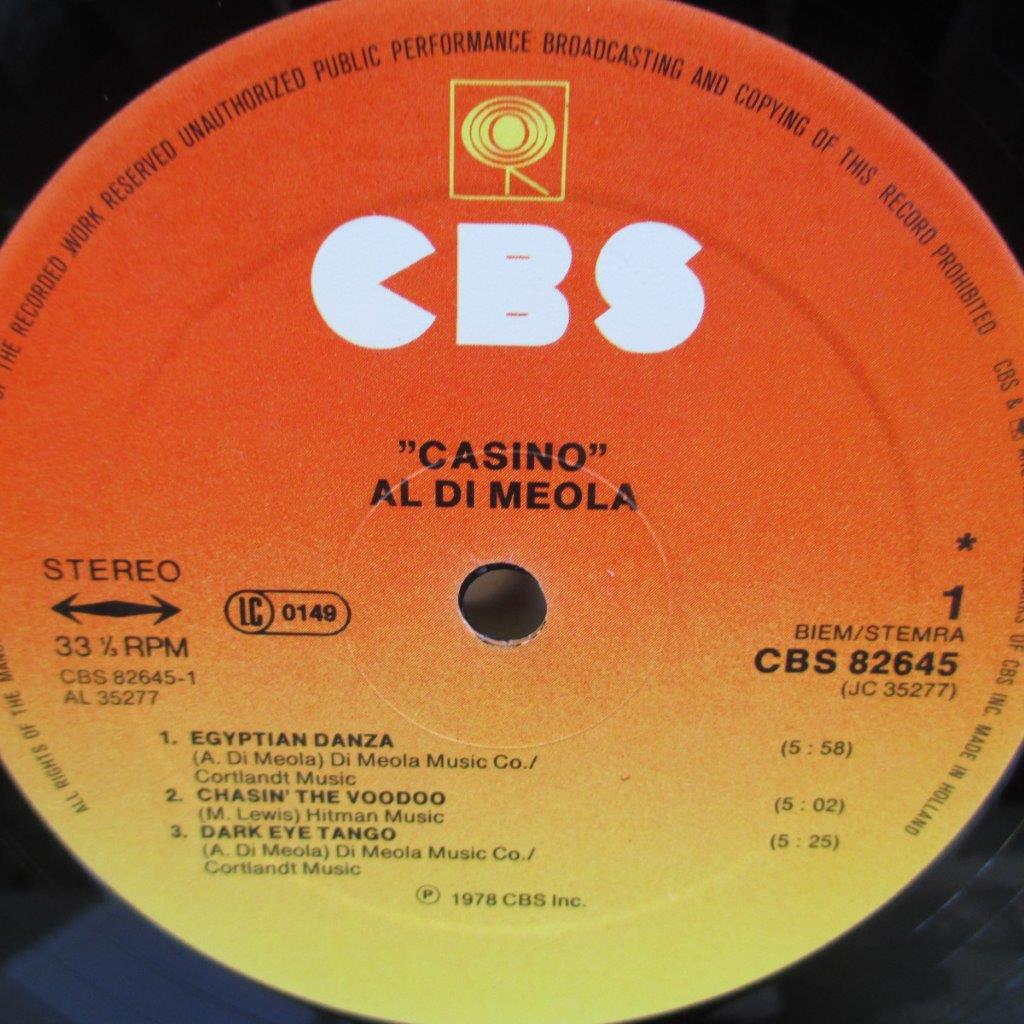 OF THE RECORDED WORK RESERVED UNAUTHORIZED PUBLIC PERFORMANCE BROADCASTING AND COPYING OF THIS RECORD PROHIBITED
CBS &
CBS
"CASINO"
AL DI MEOLA
STEREO
33 ⅓ RPM
CBS 82645-1
AL 35277
LC 0149
*
1
BIEM/STEMRA
CBS 82645
(JC 35277)
1. EGYPTIAN DANZA (5 : 58)
(A. Di Meola) Di Meola Music Co./
Cortlandt Music
2. CHASIN' THE VOODOO (5 : 02)
(M. Lewis) Hitman Music
3. DARK EYE TANGO (5 : 25)
(A. Di Meola) Di Meola Music Co./
Cortlandt Music
℗ 1978 CBS Inc.
ALL RIGHTS OF THE
OF CBS INC. MADE IN HOLLAND